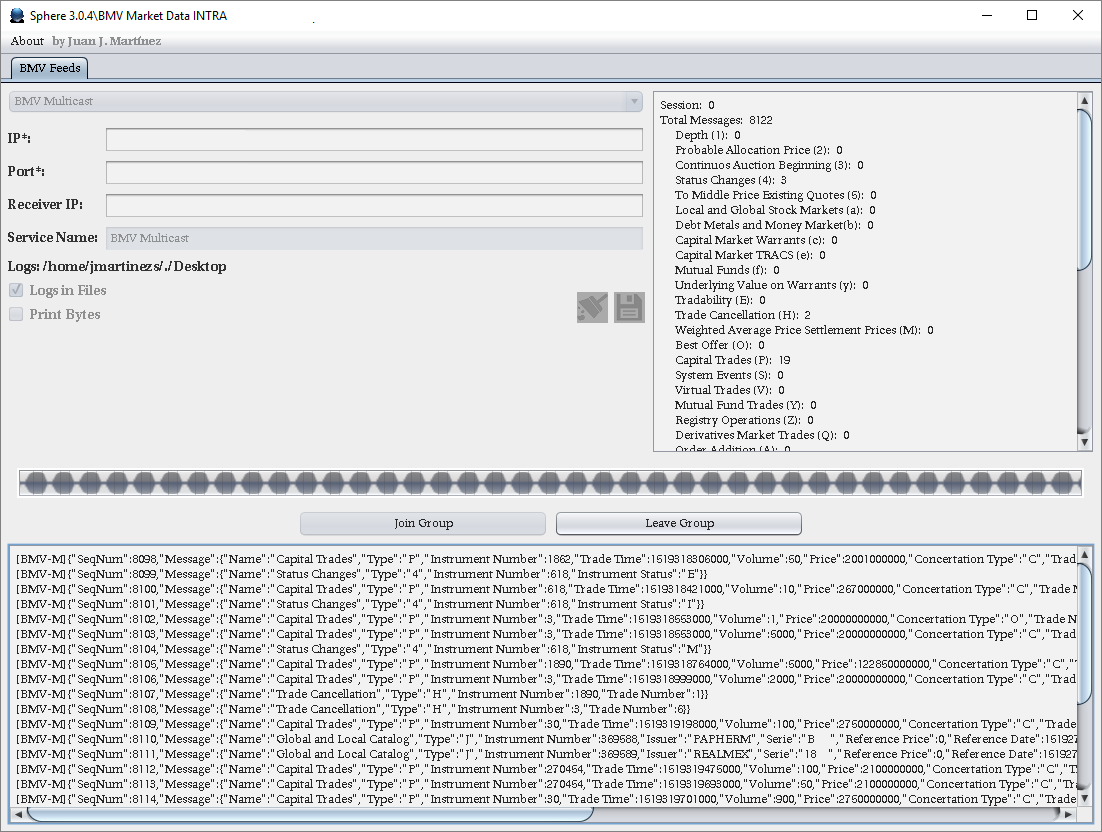 Sphere 3.0.4\BMV Market Data INTRA
About by Juan J. Martínez
BMV Feeds
BMV Multicast
IP*:
Port*:
Receiver IP:
Service Name: BMV Multicast
Logs: /home/jmartinezs/./Desktop
Logs in Files
Print Bytes
Session: 0
Total Messages: 8122
Depth (1): 0
Probable Allocation Price (2): 0
Continuos Auction Beginning (3): 0
Status Changes (4): 3
To Middle Price Existing Quotes (5): 0
Local and Global Stock Markets (a): 0
Debt Metals and Money Market(b): 0
Capital Market Warrants (c): 0
Capital Market TRACS (e): 0
Mutual Funds (f): 0
Underlying Value on Warrants (y): 0
Tradability (E): 0
Trade Cancellation (H): 2
Weighted Average Price Settlement Prices (M): 0
Best Offer (O): 0
Capital Trades (P): 19
System Events (S): 0
Virtual Trades (V): 0
Mutual Fund Trades (Y): 0
Registry Operations (Z): 0
Derivatives Market Trades (Q): 0
Order Addition (A): 0
Join Group
Leave Group
[BMV-M]{"SeqNum":8098,"Message":{"Name":"Capital Trades","Type":"P","Instrument Number":1862,"Trade Time":1519318306000,"Volume":50,"Price":2001000000,"Concertation Type":"C","Trad
[BMV-M]{"SeqNum":8099,"Message":{"Name":"Status Changes","Type":"4","Instrument Number":618,"Instrument Status":"E"}}
[BMV-M]{"SeqNum":8100,"Message":{"Name":"Capital Trades","Type":"P","Instrument Number":618,"Trade Time":1519318421000,"Volume":10,"Price":267000000,"Concertation Type":"C","Trade N
[BMV-M]{"SeqNum":8101,"Message":{"Name":"Status Changes","Type":"4","Instrument Number":618,"Instrument Status":"I"}}
[BMV-M]{"SeqNum":8102,"Message":{"Name":"Capital Trades","Type":"P","Instrument Number":3,"Trade Time":1519318553000,"Volume":1,"Price":20000000000,"Concertation Type":"O","Trade N
[BMV-M]{"SeqNum":8103,"Message":{"Name":"Capital Trades","Type":"P","Instrument Number":3,"Trade Time":1519318553000,"Volume":5000,"Price":20000000000,"Concertation Type":"C","Trad
[BMV-M]{"SeqNum":8104,"Message":{"Name":"Status Changes","Type":"4","Instrument Number":618,"Instrument Status":"M"}}
[BMV-M]{"SeqNum":8105,"Message":{"Name":"Capital Trades","Type":"P","Instrument Number":1890,"Trade Time":1519318764000,"Volume":5000,"Price":122850000000,"Concertation Type":"C","
[BMV-M]{"SeqNum":8106,"Message":{"Name":"Capital Trades","Type":"P","Instrument Number":3,"Trade Time":1519318999000,"Volume":2000,"Price":20000000000,"Concertation Type":"C","Trad
[BMV-M]{"SeqNum":8107,"Message":{"Name":"Trade Cancellation","Type":"H","Instrument Number":1890,"Trade Number":1}}
[BMV-M]{"SeqNum":8108,"Message":{"Name":"Trade Cancellation","Type":"H","Instrument Number":3,"Trade Number":6}}
[BMV-M]{"SeqNum":8109,"Message":{"Name":"Capital Trades","Type":"P","Instrument Number":30,"Trade Time":1519319198000,"Volume":100,"Price":2750000000,"Concertation Type":"C","Trade
[BMV-M]{"SeqNum":8110,"Message":{"Name":"Global and Local Catalog","Type":"J","Instrument Number":369588,"Issuer":"PAPHERM","Serie":"B    ","Reference Price":0,"Reference Date":151927
[BMV-M]{"SeqNum":8111,"Message":{"Name":"Global and Local Catalog","Type":"J","Instrument Number":369589,"Issuer":"REALMEX","Serie":"18   ","Reference Price":0,"Reference Date":151927
[BMV-M]{"SeqNum":8112,"Message":{"Name":"Capital Trades","Type":"P","Instrument Number":270454,"Trade Time":1519319475000,"Volume":100,"Price":2100000000,"Concertation Type":"C","T
[BMV-M]{"SeqNum":8113,"Message":{"Name":"Capital Trades","Type":"P","Instrument Number":270454,"Trade Time":1519319693000,"Volume":50,"Price":2100000000,"Concertation Type":"C","Tra
[BMV-M]{"SeqNum":8114,"Message":{"Name":"Capital Trades","Type":"P","Instrument Number":30,"Trade Time":1519319701000,"Volume":900,"Price":2750000000,"Concertation Type":"C","Trade